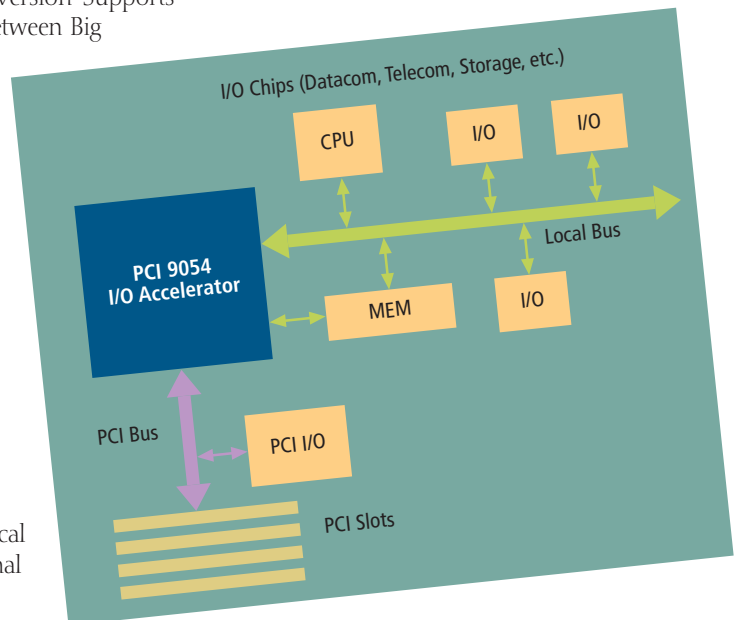 Supports
etween Big
I/O Chips (Datacom, Telecom, Storage, etc.)
CPU
I/O
I/O
PCI 9054
I/O Accelerator
Local Bus
MEM
I/O
PCI Bus
PCI I/O
PCI Slots
cal
nal